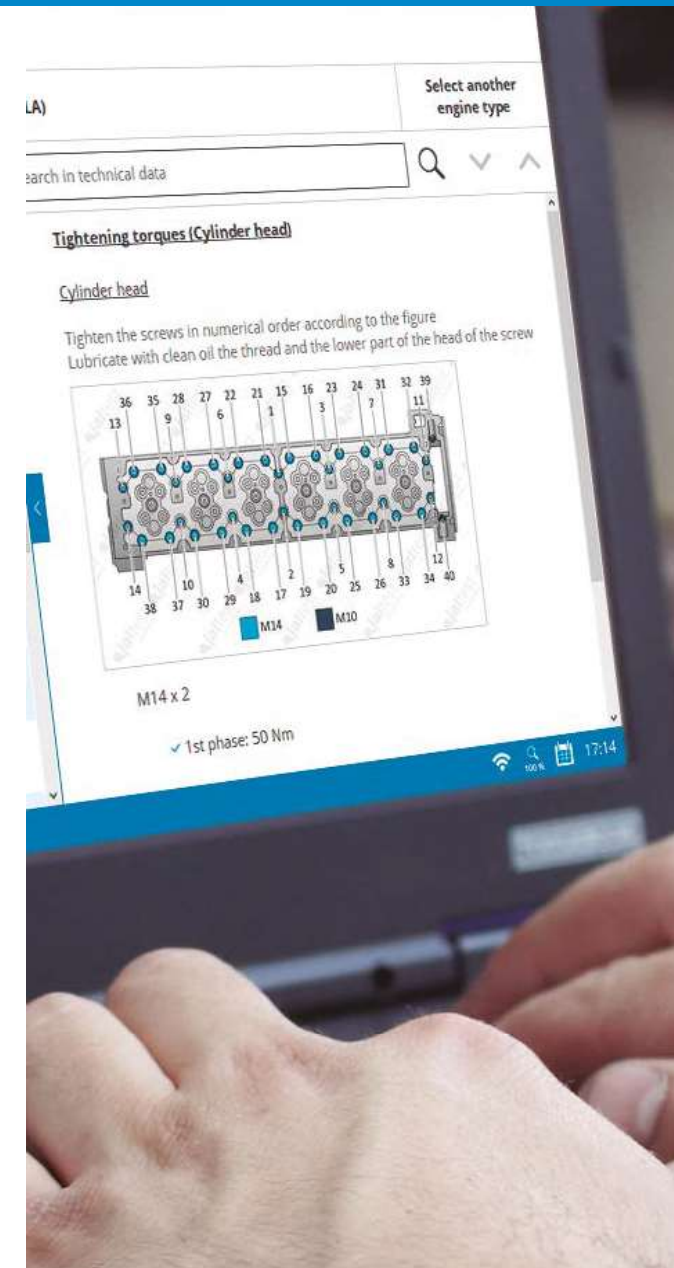 LA)
Select another
engine type
earch in technical data
Tightening torques (Cylinder head)
Cylinder head
Tighten the screws in numerical order according to the figure
Lubricate with clean oil the thread and the lower part of the head of the screw
36 35 28 27 22 21 15 16 23 24 31 32 39
13 9 6 1 3 7 11
14 10 4 2 5 8 12
38 37 30 29 18 17 19 20 25 26 33 34 40
M14 M10
M14 x 2
✓ 1st phase: 50 Nm
100 % 17:14